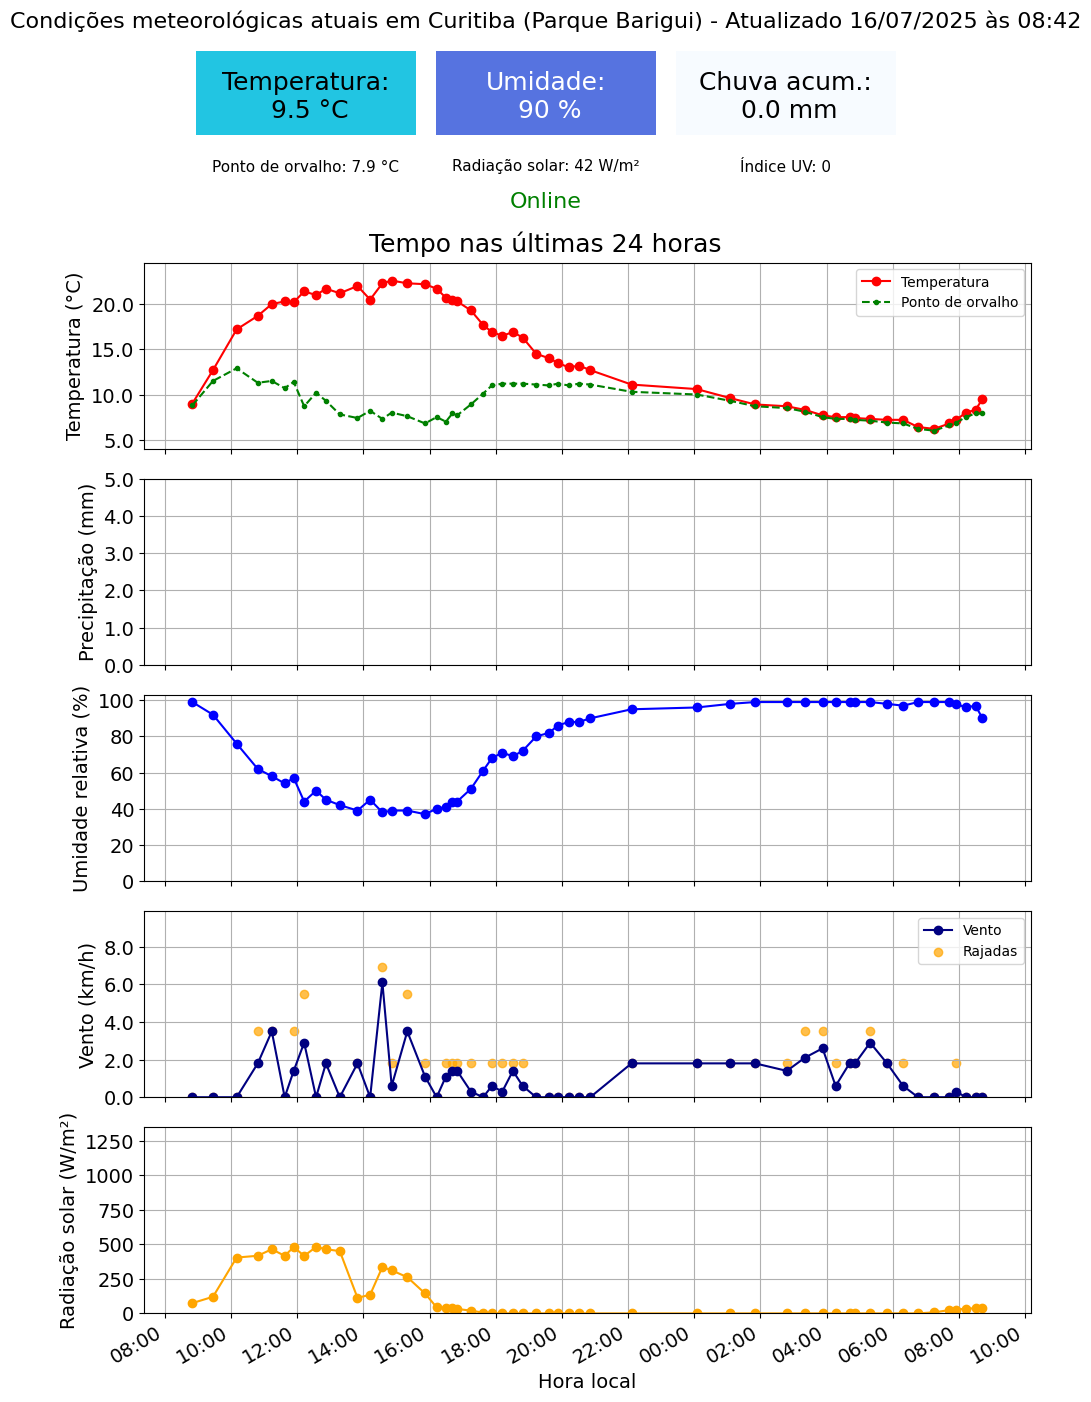 Condições meteorológicas atuais em Curitiba (Parque Barigui) - Atualizado 16/07/2025 às 08:42
Temperatura:
9.5 °C
Umidade:
90 %
Chuva acum.:
0.0 mm
Ponto de orvalho: 7.9 °C
Radiação solar: 42 W/m²
Índice UV: 0
Online
Tempo nas últimas 24 horas
Temperatura (°C)
20.0
15.0
10.0
5.0
Temperatura
Ponto de orvalho
Precipitação (mm)
5.0
4.0
3.0
2.0
1.0
0.0
Umidade relativa (%)
100
80
60
40
20
0
Vento (km/h)
8.0
6.0
4.0
2.0
0.0
Vento
Rajadas
Radiação solar (W/m²)
1250
1000
750
500
250
0
08:00
10:00
12:00
14:00
16:00
18:00
20:00
22:00
00:00
02:00
04:00
06:00
08:00
10:00
Hora local